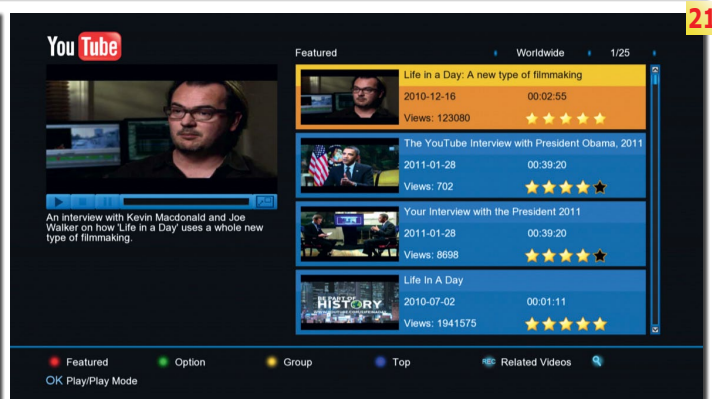 21
You Tube
Featured Worldwide 1/25
Life in a Day: A new type of filmmaking
2010-12-16 00:02:55
Views: 123080
The YouTube Interview with President Obama, 2011
2011-01-28 00:39:20
Views: 702
Your Interview with the President 2011
2011-01-28 00:39:20
Views: 8698
Life In A Day
2010-07-02 00:01:11
Views: 1941575
BE PART OF
HISTORY
An interview with Kevin Macdonald and Joe
Walker on how 'Life in a Day' uses a whole new
type of filmmaking.
Featured Option Group Top REC Related Videos
OK Play/Play Mode